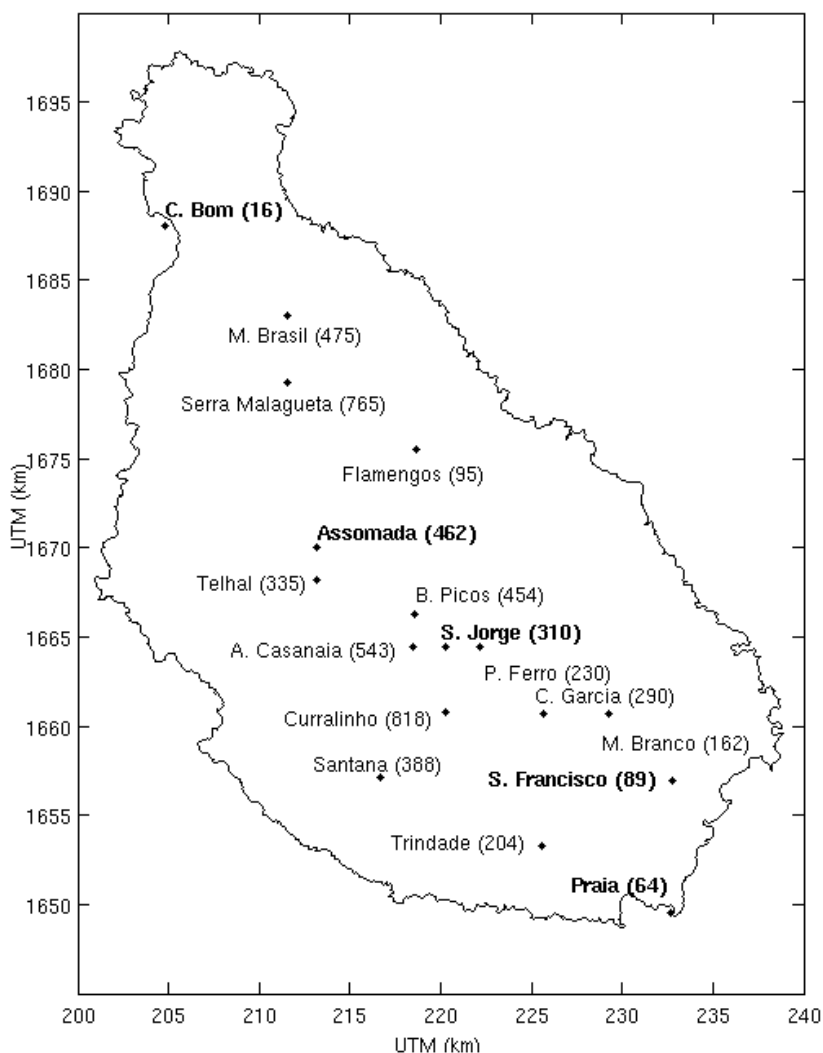 1695
C. Bom (16)
1690
1685
M. Brasil (475)
1680
Serra Malagueta (765)
1675
Flamengos (95)
UTM (km)
Assomada (462)
1670
Telhal (335)
B. Picos (454)
S. Jorge (310)
1665
A. Casanaia (543)
P. Ferro (230)
C. Garcia (290)
1660
Curralinho (818)
M. Branco (162)
Santana (388)
S. Francisco (89)
1655
Trindade (204)
Praia (64)
1650
200 205 210 215 220 225 230 235 240
UTM (km)